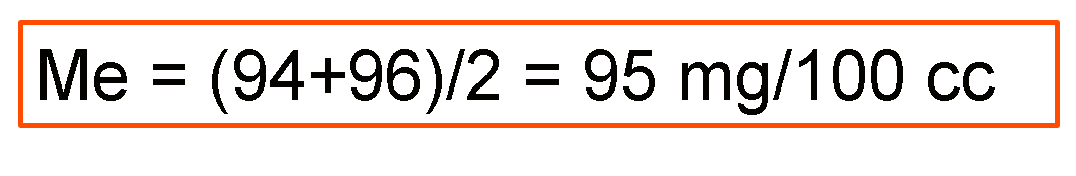 Me = (94+96)/2 = 95 mg/100 cc